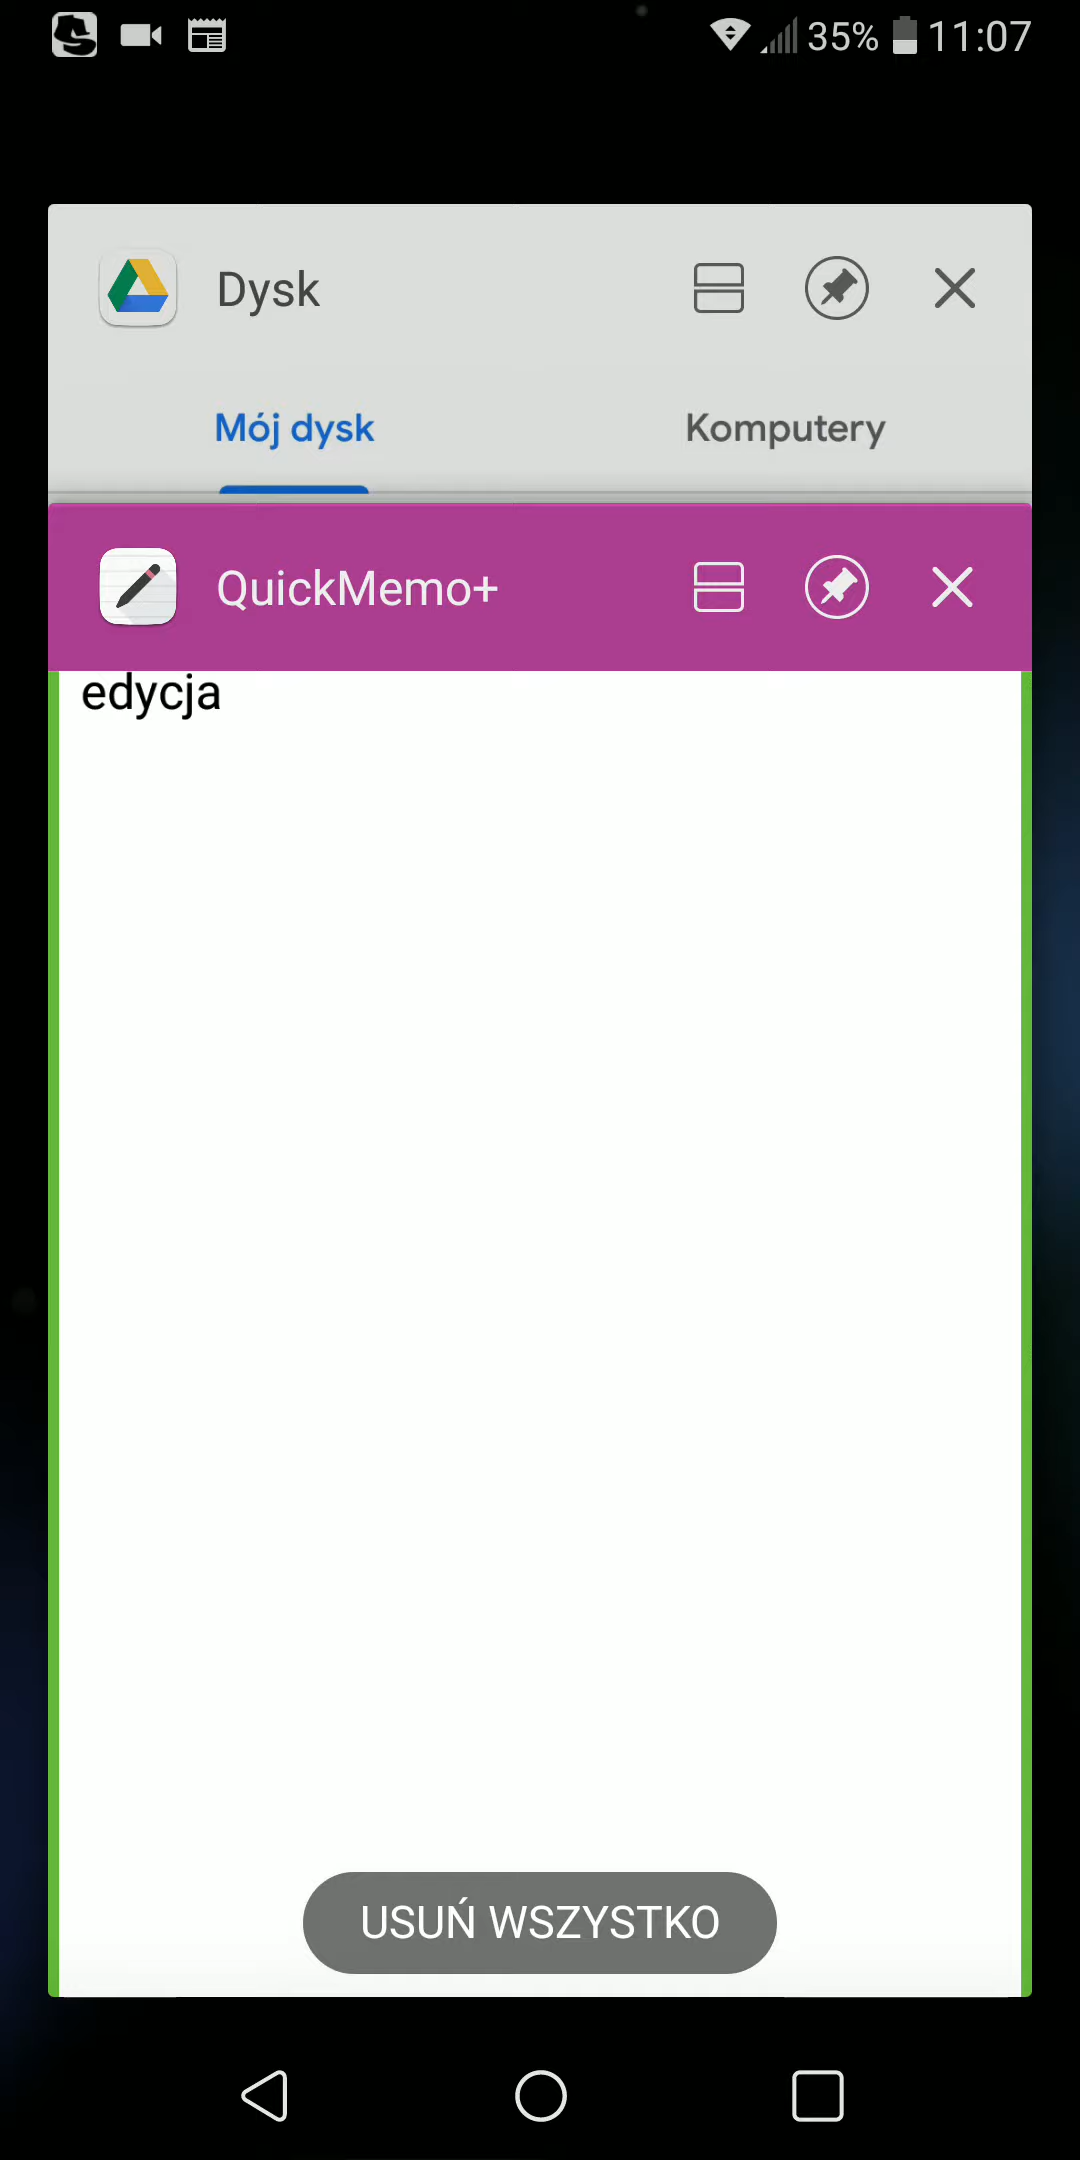 35% 11:07
Dysk
Mój dysk Komputery
QuickMemo+
edycja
USUŃ WSZYSTKO